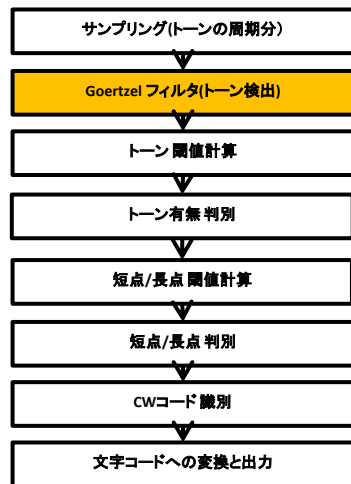 サンプリング(トーンの周期分）
Goertzel フィルタ(トーン検出)
トーン 閾値計算
トーン有無 判別
短点/長点 閾値計算
短点/長点 判別
CWコード 識別
文字コードへの変換と出力